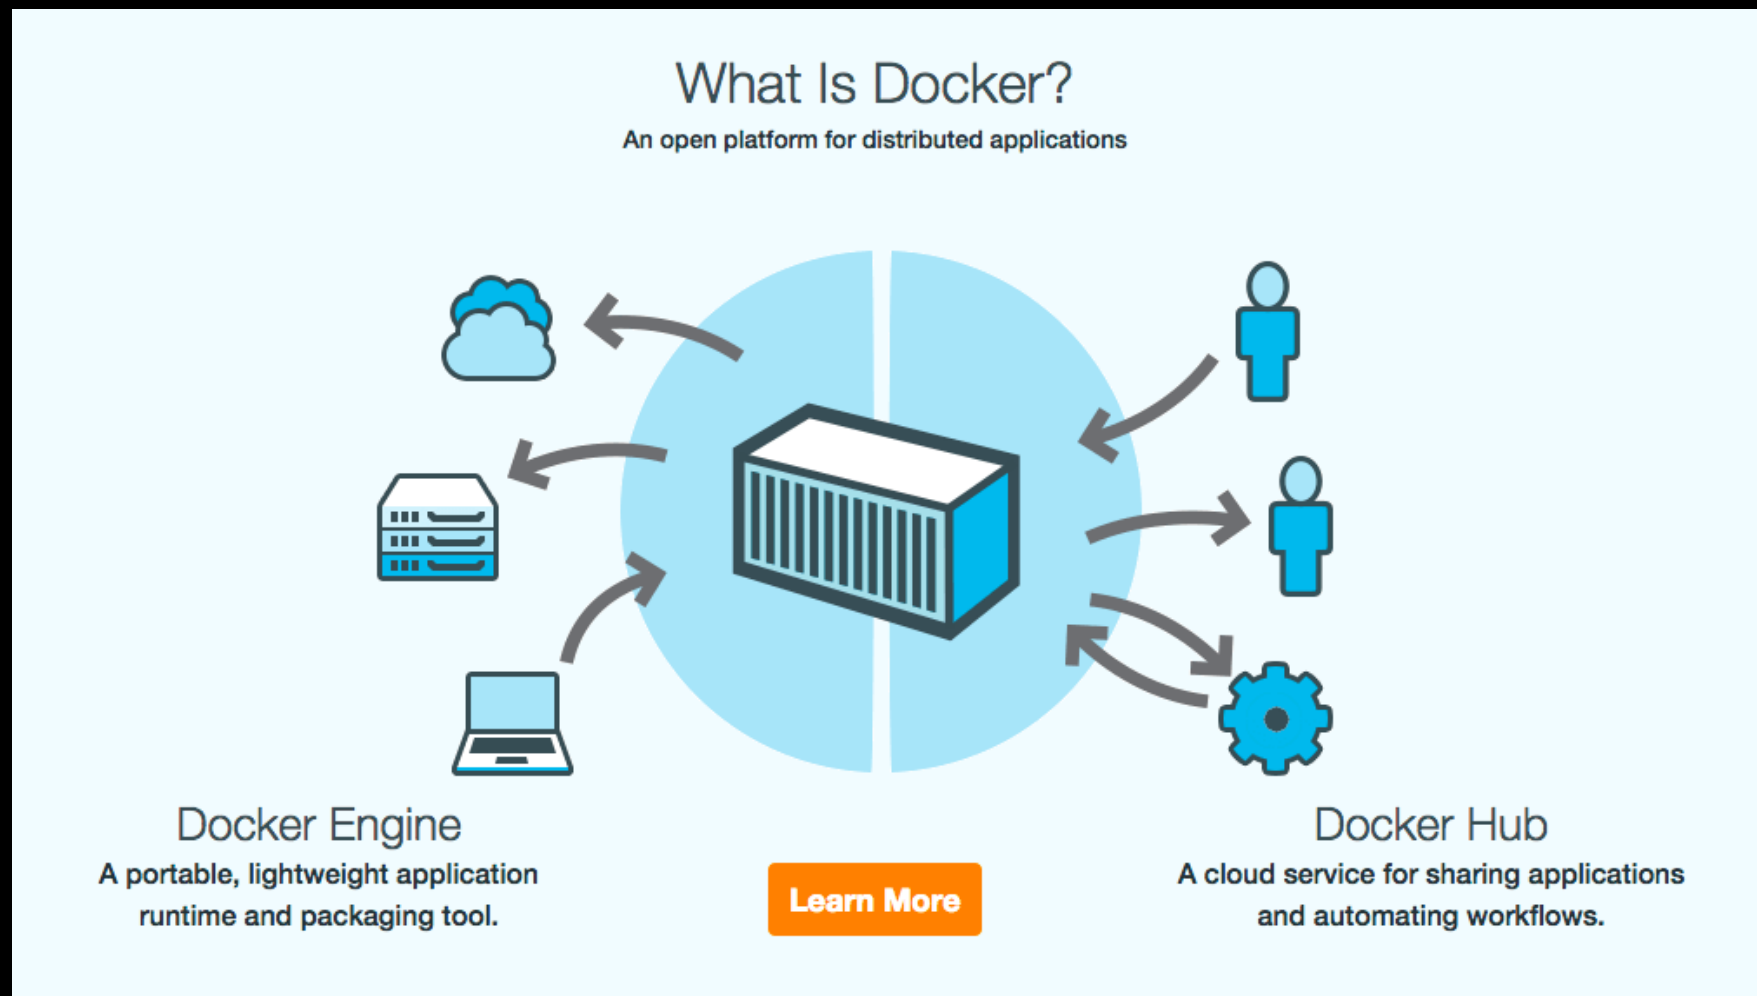 What Is Docker?
An open platform for distributed applications
Docker Engine
A portable, lightweight application
runtime and packaging tool.
Learn More
Docker Hub
A cloud service for sharing applications
and automating workflows.